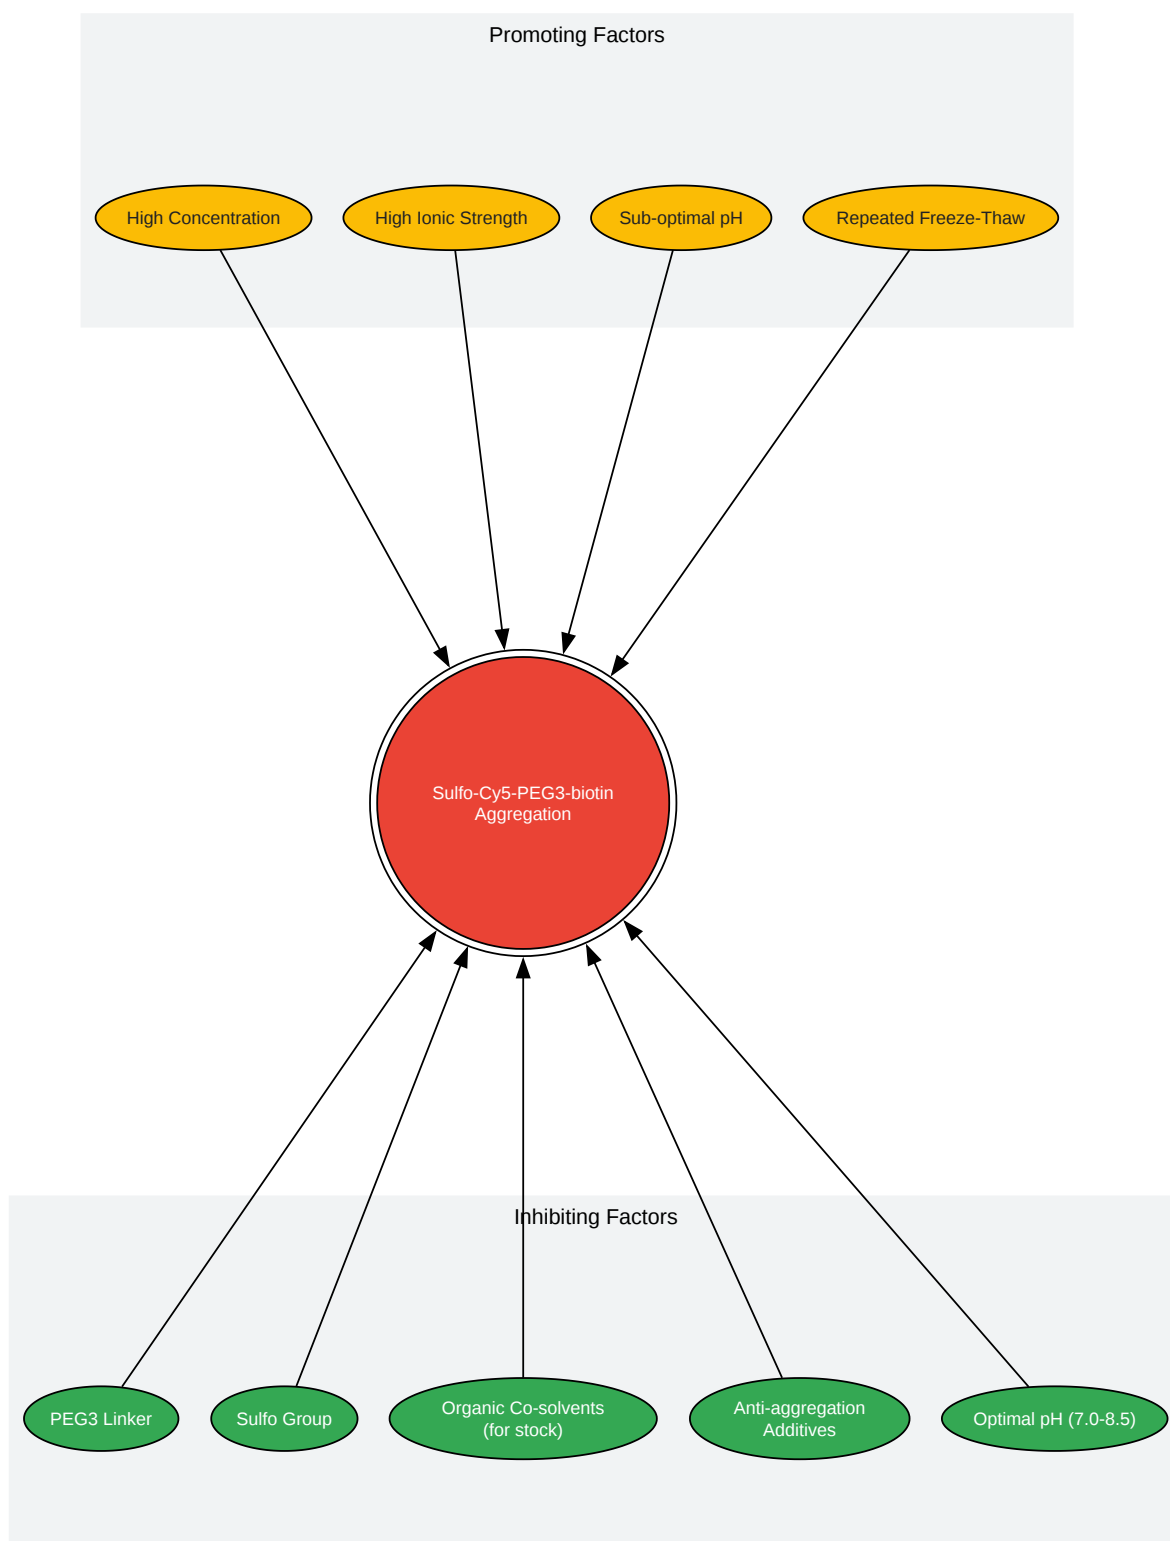 Promoting Factors
High Concentration
High Ionic Strength
Sub-optimal pH
Repeated Freeze-Thaw
Sulfo-Cy5-PEG3-biotin
Aggregation
Inhibiting Factors
PEG3 Linker
Sulfo Group
Organic Co-solvents
(for stock)
Anti-aggregation
Additives
Optimal pH (7.0-8.5)